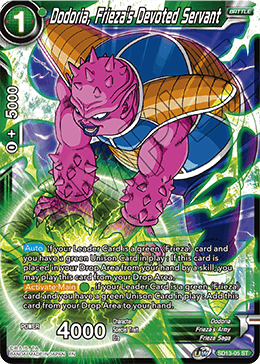 1
Dodoria, Frieza's Devoted Servant
BATTLE
0 + 5000
Auto If your Leader Card is a green ⟨Frieza⟩ card and
you have a green Unison Card in play: If this card is
placed in your Drop Area from your hand by a skill, you
may play this card from your Drop Area.
Activate:Main , if your Leader Card is a green ⟨Frieza⟩
card and you have a green Unison Card in play: Add this
card to your hand from your Drop Area.
POWER
4000
Character
Special Trait
Era
Dodoria
Frieza's Army
Frieza Saga
SD13-05 ST